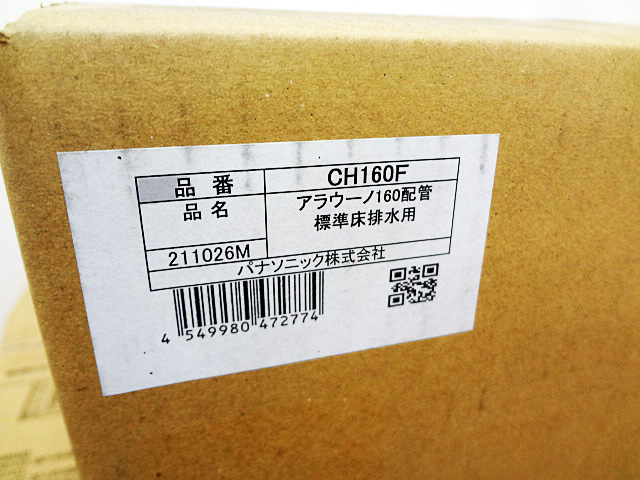 品番 CH160F
品名 アラウーノ160配管
標準床排水用
211026M
パナソニック株式会社
4 549980 472774